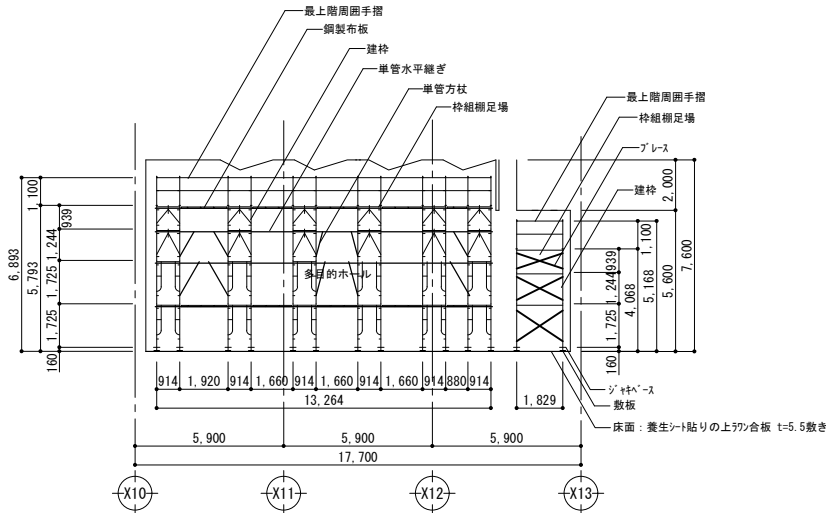 最上階周囲手摺
鋼製布板
建枠
単管水平継ぎ
単管方杖
枠組棚足場
最上階周囲手摺
枠組棚足場
ブレース
建枠
6,893
1,100
5,793
939
1,244
1,725
1,725
160
多目的ホール
939
1,244
1,725
160
4,068
1,100
5,168
2,000
5,600
7,600
ジャキベース
敷板
床面：養生シート貼りの上ラワン合板 t=5.5敷き
914 1,920 914 1,660 914 1,660 914 1,660 914 880 914
13,264
1,829
5,900 5,900 5,900
17,700
X10 X11 X12 X13